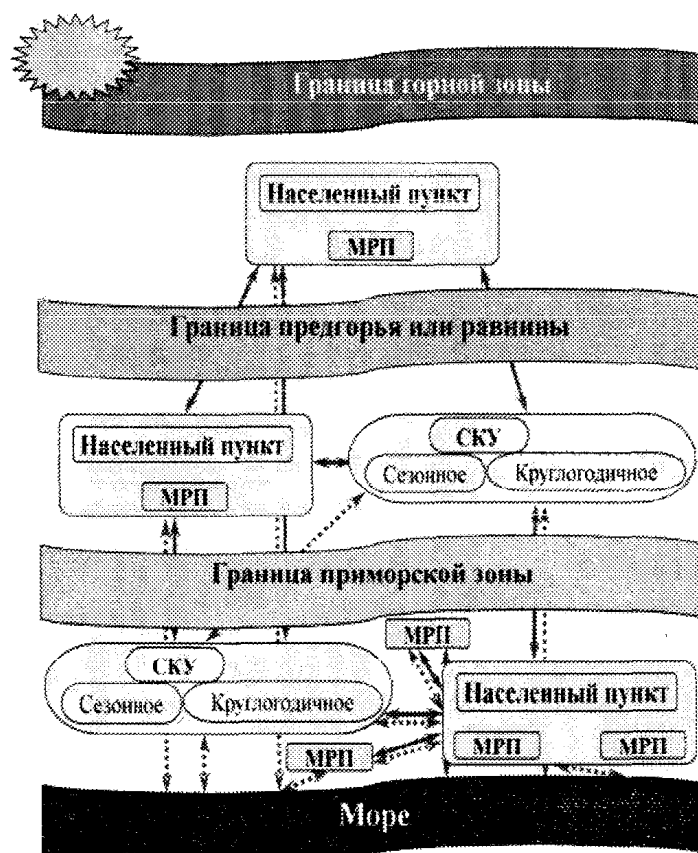 Граница горной зоны
Населенный пункт
МРП
Граница предгорья или равнины
Населенный пункт
МРП
СКУ
Сезонное Круглогодичное
Граница приморской зоны
МРП
СКУ
Сезонное Круглогодичное
Населенный пункт
МРП МРП
МРП
Море